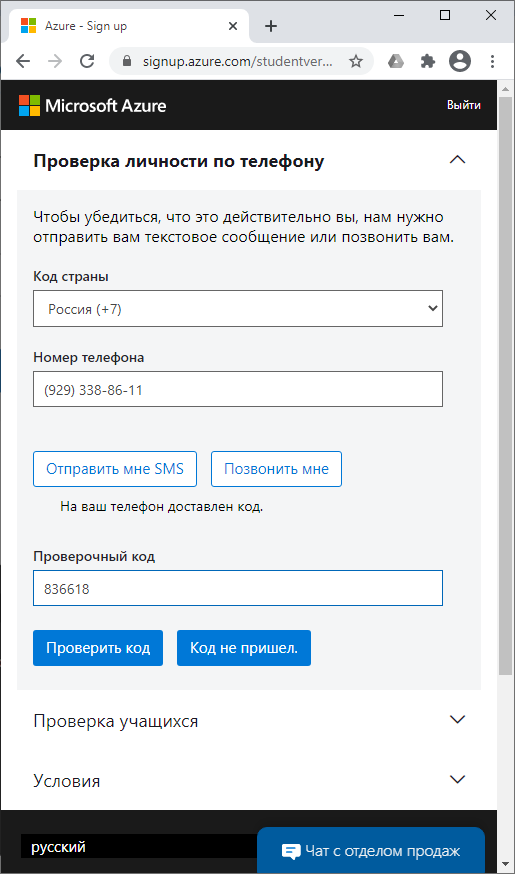 Azure - Sign up
signup.azure.com/studentver...
Microsoft Azure
Выйти
Проверка личности по телефону
Чтобы убедиться, что это действительно вы, нам нужно
отправить вам текстовое сообщение или позвонить вам.
Код страны
Россия (+7)
Номер телефона
(929) 338-86-11
Отправить мне SMS
Позвонить мне
На ваш телефон доставлен код.
Проверочный код
836618
Проверить код
Код не пришел.
Проверка учащихся
Условия
русский
Чат с отделом продаж